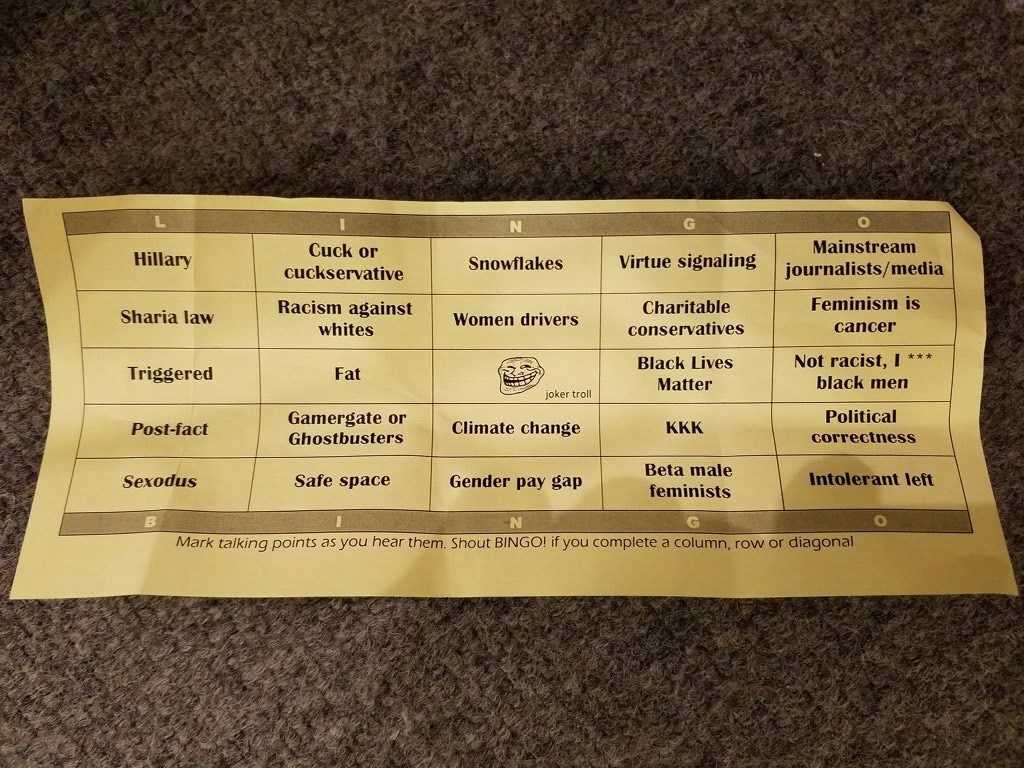 L I N G O
Hillary
Cuck or
cuckservative
Snowflakes
Virtue signaling
Mainstream
journalists/media
Sharia law
Racism against
whites
Women drivers
Charitable
conservatives
Feminism is
cancer
Triggered
Fat
joker troll
Black Lives
Matter
Not racist, I ***
black men
Post-fact
Gamergate or
Ghostbusters
Climate change
KKK
Political
correctness
Sexodus
Safe space
Gender pay gap
Beta male
feminists
Intolerant left
B I N G O
Mark talking points as you hear them. Shout BINGO! if you complete a column, row or diagonal